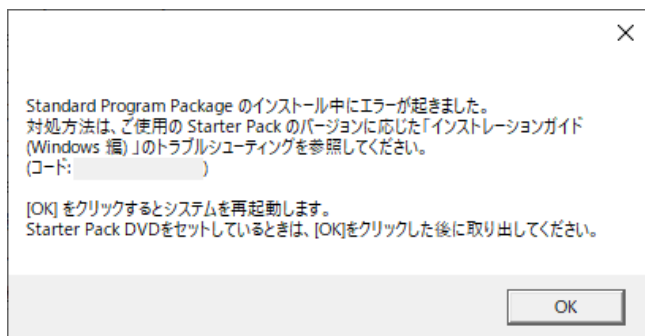 Standard Program Package のインストール中にエラーが起きました。
対処方法は、ご使用の Starter Pack のバージョンに応じた「インストレーションガイド
(Windows 編) 」のトラブルシューティングを参照してください。
(コード: )
[OK] をクリックするとシステムを再起動します。
Starter Pack DVDをセットしているときは、[OK]をクリックした後に取り出してください。
OK